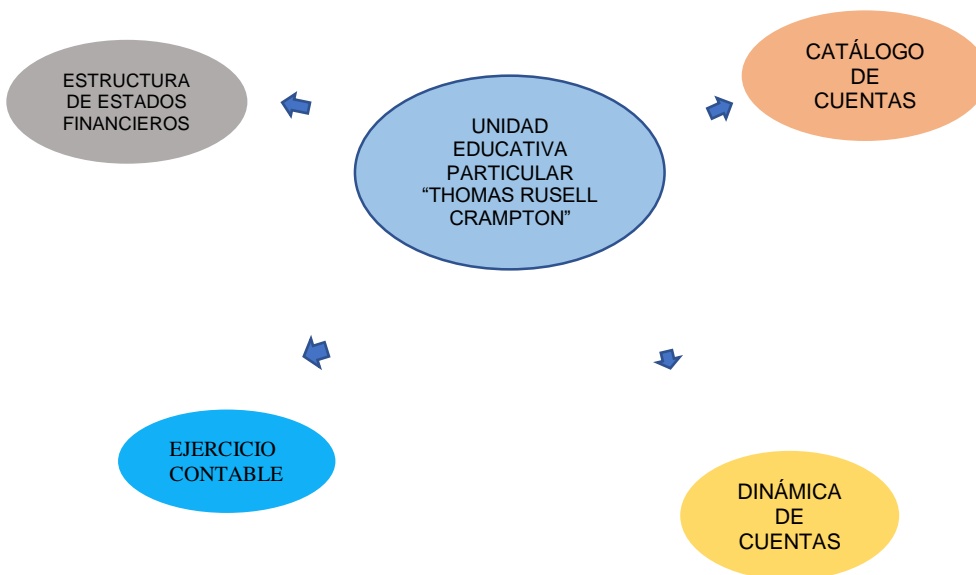 ESTRUCTURA
DE ESTADOS
FINANCIEROS
UNIDAD
EDUCATIVA
PARTICULAR
“THOMAS RUSELL
CRAMPTON”
CATÁLOGO
DE
CUENTAS
EJERCICIO
CONTABLE
DINÁMICA
DE
CUENTAS